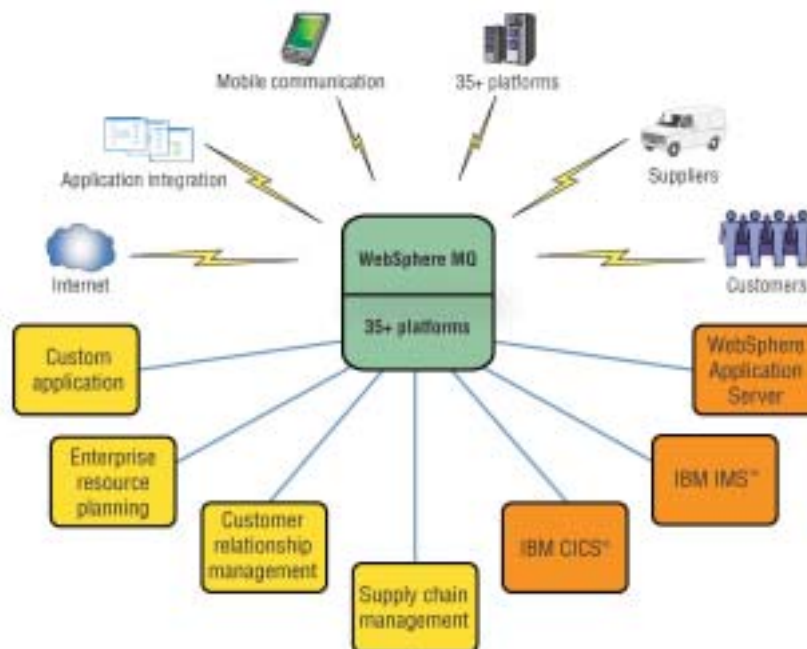 Mobile communication
35+ platforms
Application integration
Suppliers
Internet
WebSphere MQ
Customers
35+ platforms
Custom
application
WebSphere
Application
Server
Enterprise
resource
planning
IBM IMS™
Customer
relationship
management
IBM CICS®
Supply chain
management